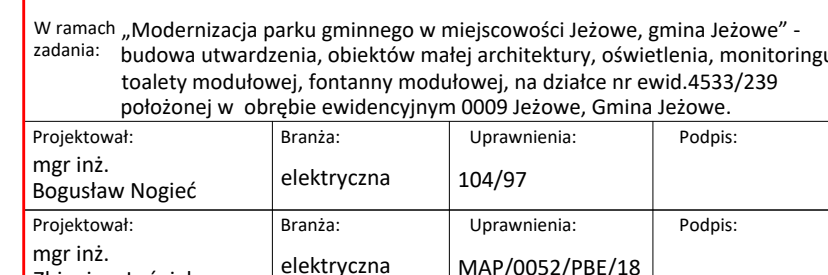 W ramach „Modernizacja parku gminnego w miejscowości Jeżowe, gmina Jeżowe” -
zadania: budowa utwardzenia, obiektów małej architektury, oświetlenia, monitoringu
toalety modułowej, fontanny modułowej, na działce nr ewid.4533/239
położonej w obrębie ewidencyjnym 0009 Jeżowe, Gmina Jeżowe.
Projektował: Branża: Uprawnienia: Podpis:
mgr inż.
Bogusław Nogieć elektryczna 104/97
Projektował: Branża: Uprawnienia: Podpis:
mgr inż.
elektryczna MAP/0052/PBE/18